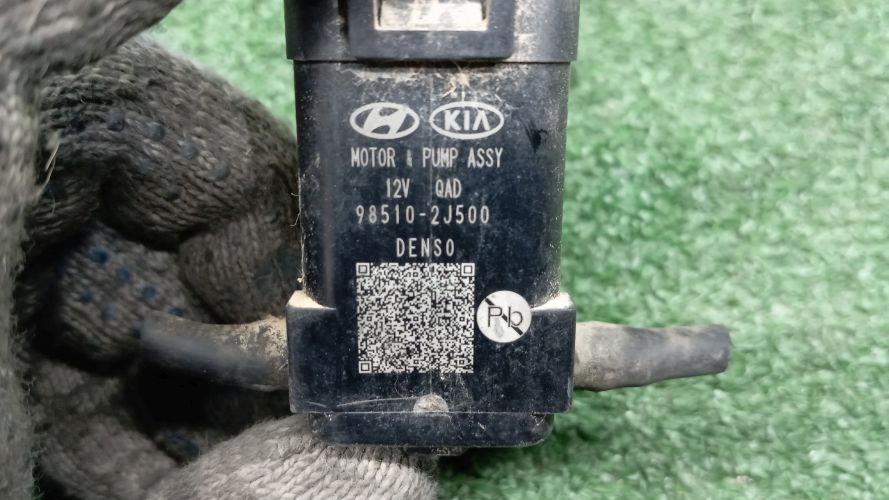 KIA
MOTOR & PUMP ASSY
12V QAD
98510-2J500
DENSO
Pb